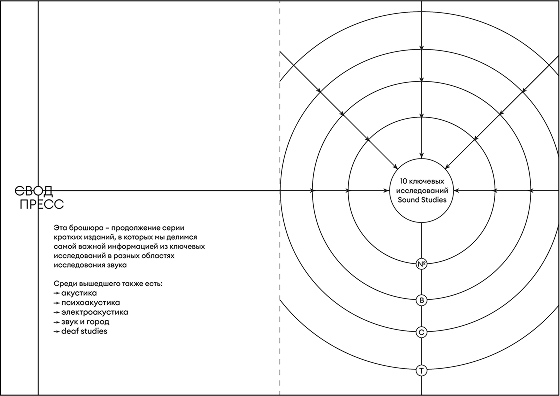 СВОД
ПРЕСС
Эта брошюра – продолжение серии
кратких изданий, в которых мы делимся
самой важной информацией из ключевых
исследований в разных областях
исследования звука
Среди вышедшего также есть:
→ акустика
→ психоакустика
→ электроакустика
→ звук и город
→ deaf studies
10 ключевых
исследований
Sound Studies
№
В
С
Т